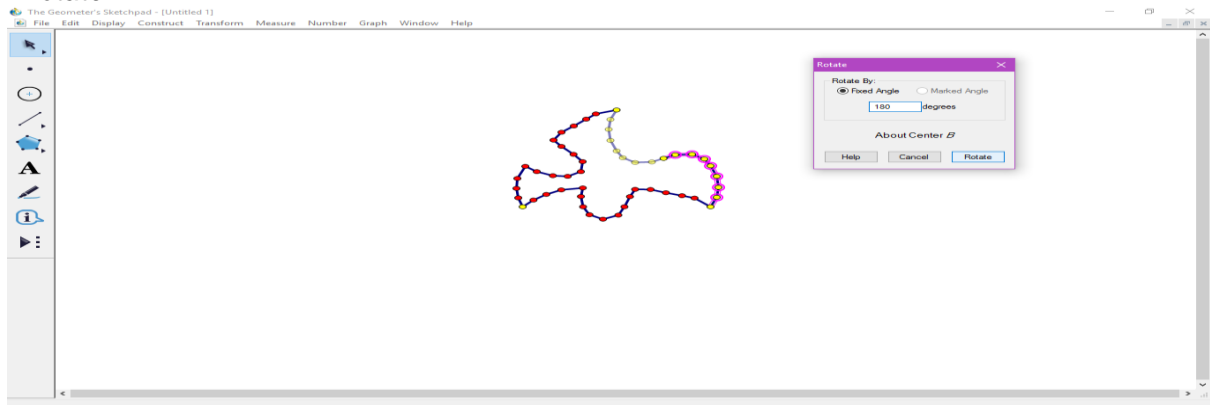 The Geometer's Sketchpad - [Untitled 1]
File Edit Display Construct Transform Measure Number Graph Window Help
A
i
Rotate
Rotate By:
Fixed Angle Marked Angle
180 degrees
About Center B
Help Cancel Rotate